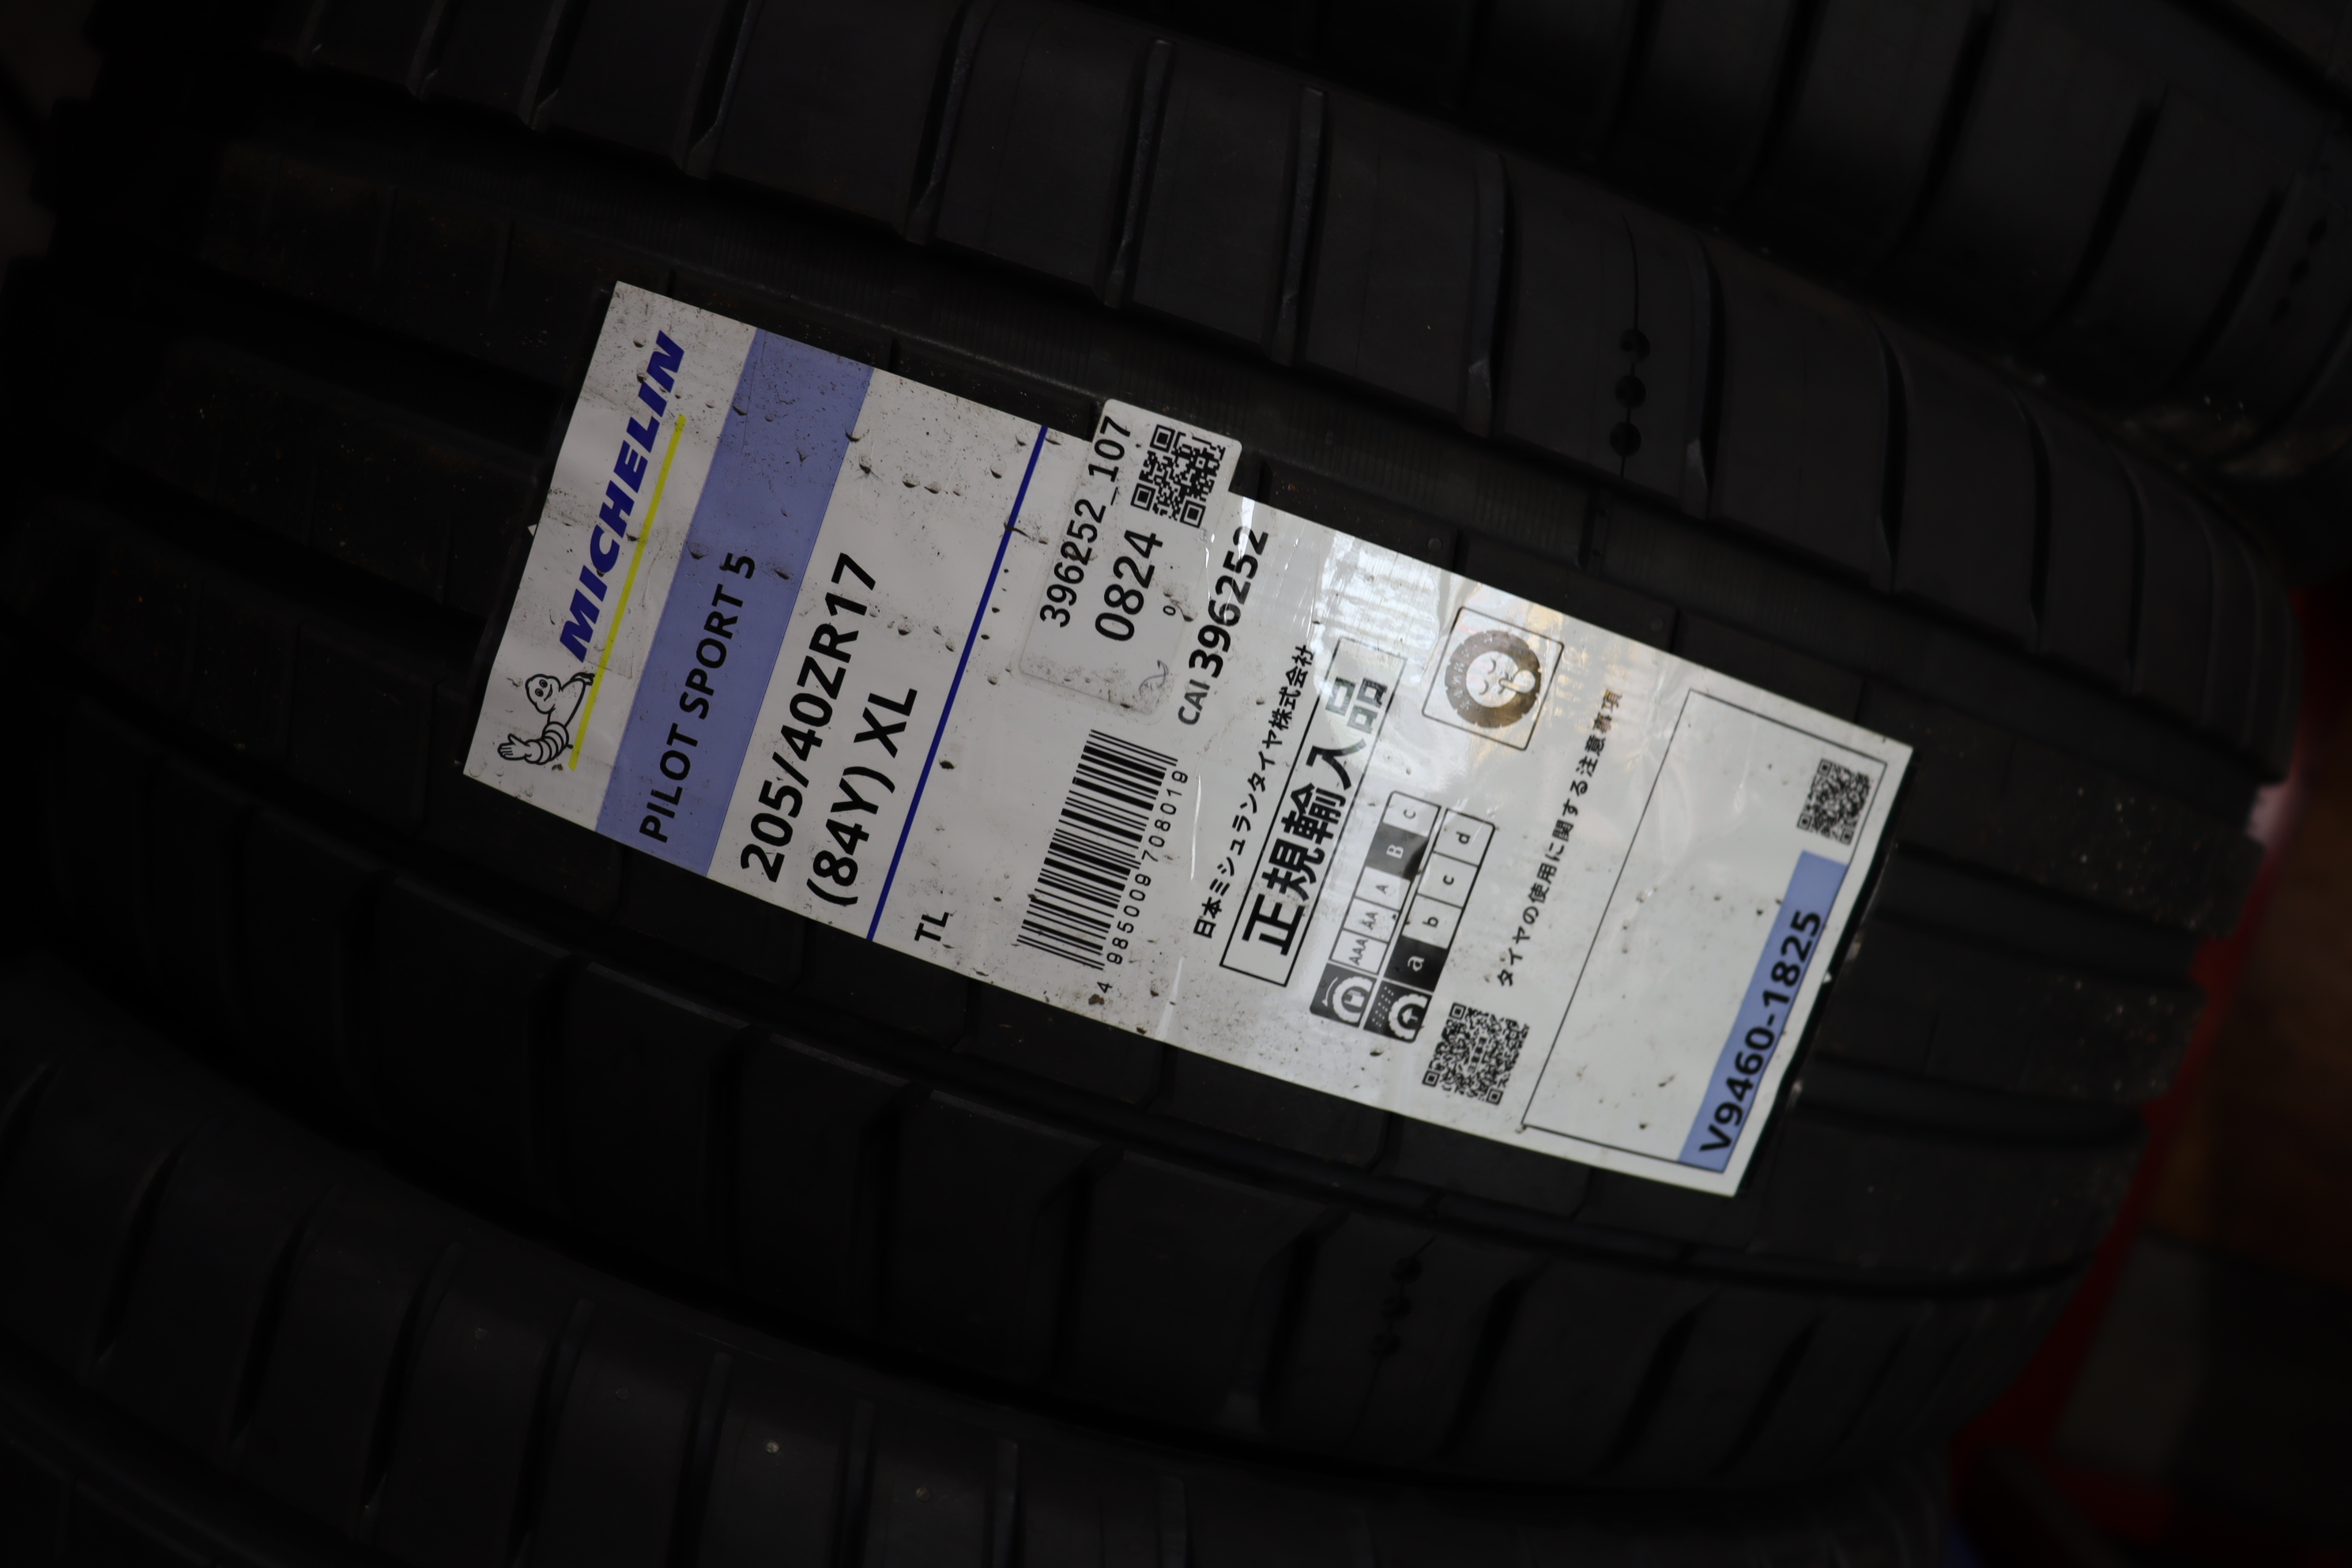 MICHELIN
PILOT SPORT 5
205/40ZR17
(84Y) XL
TL
396252_107
0824
0
CAI 396252
4 985009 708019
日本ミシュランタイヤ株式会社
正規輸入品
AAA AA A B C
a b c d
タイヤの使用に関する注意事項
V9460-1825